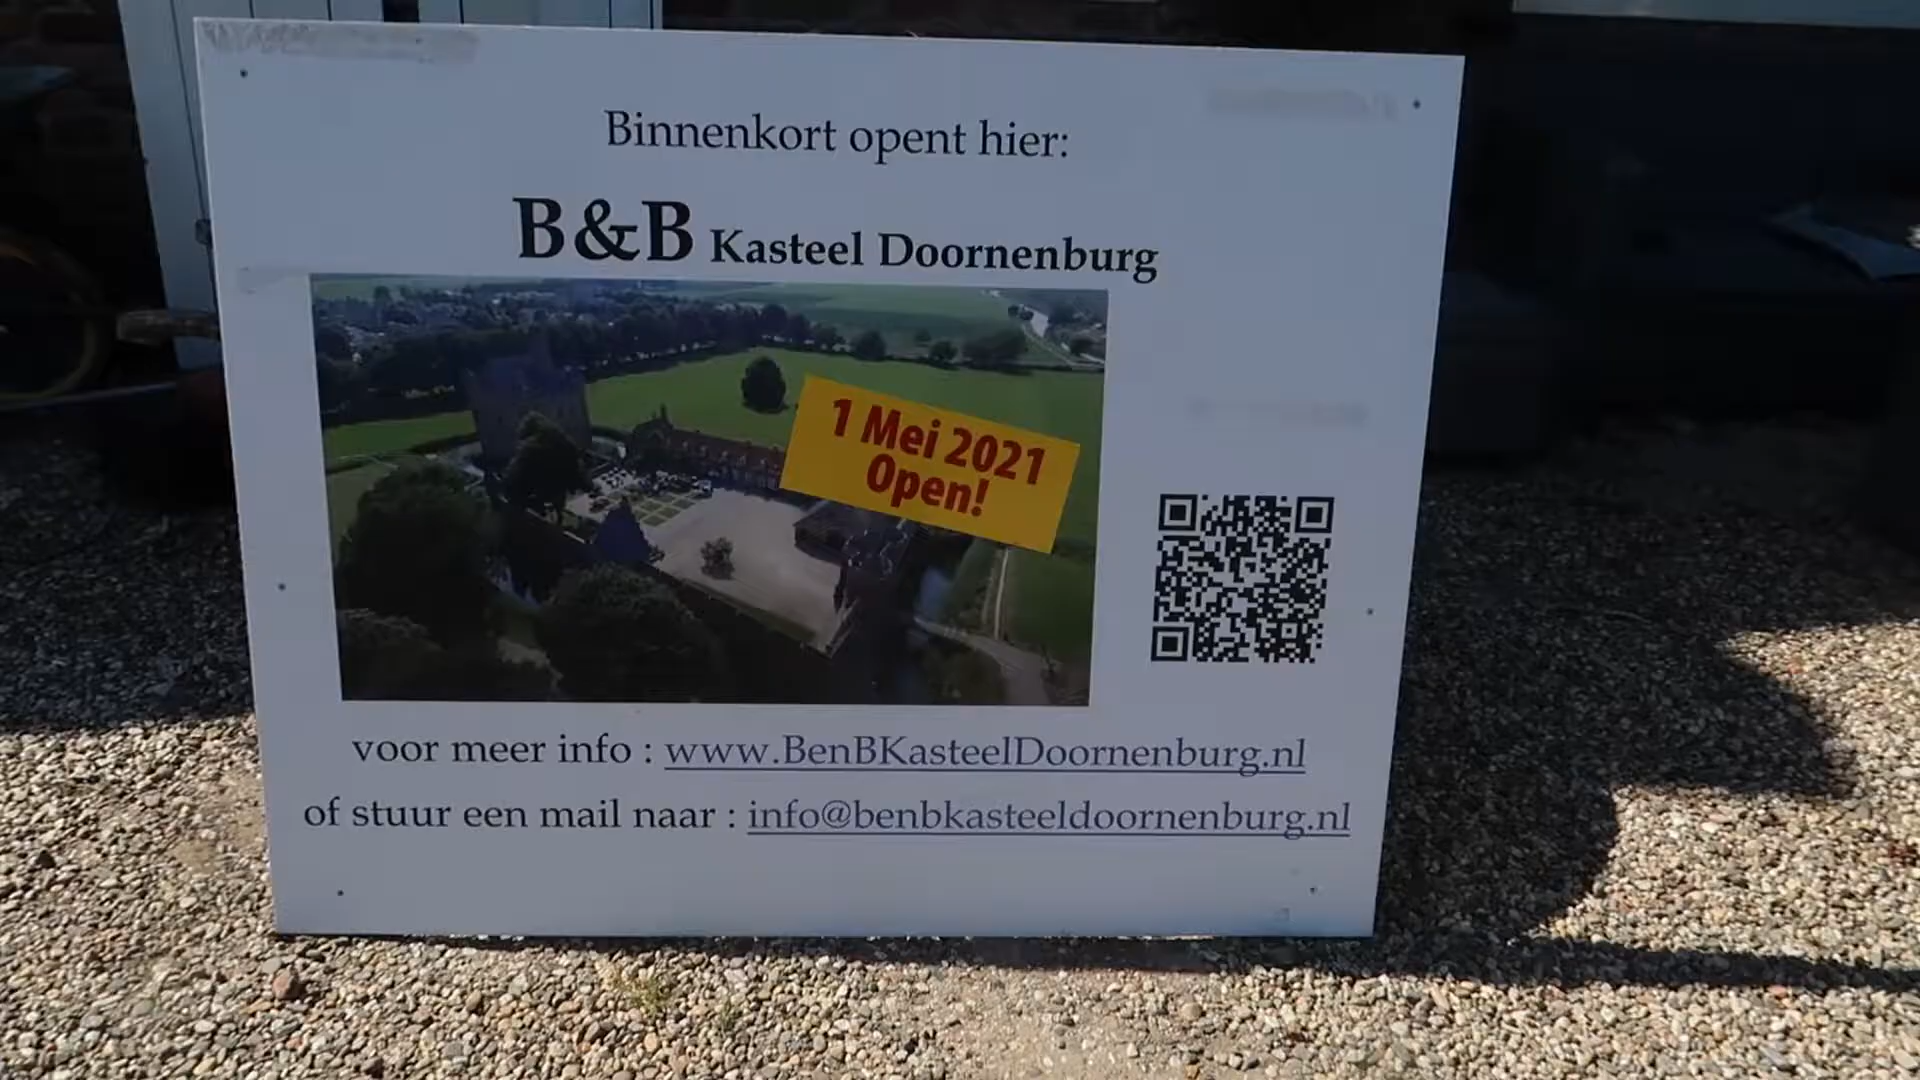 Binnenkort opent hier:
B&B Kasteel Doornenburg
1 Mei 2021
Open!
voor meer info : www.BenBKasteelDoornenburg.nl
of stuur een mail naar : info@benbkasteeldoornenburg.nl